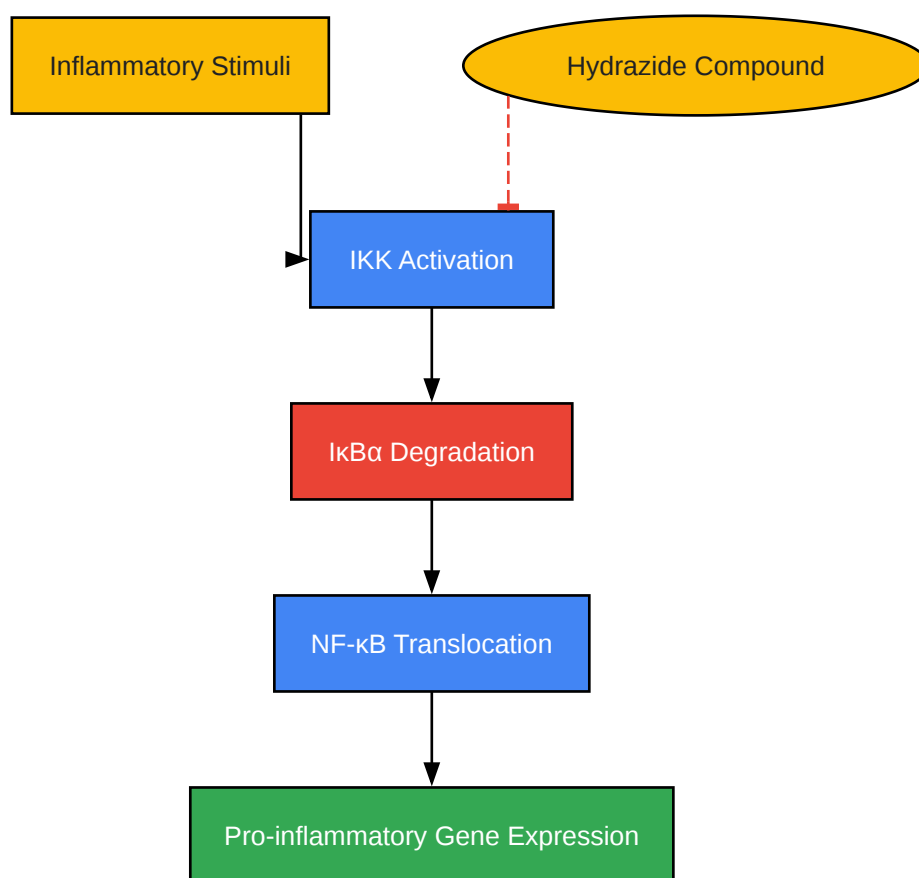 Inflammatory Stimuli
Hydrazide Compound
IKK Activation
IκBα Degradation
NF-κB Translocation
Pro-inflammatory Gene Expression